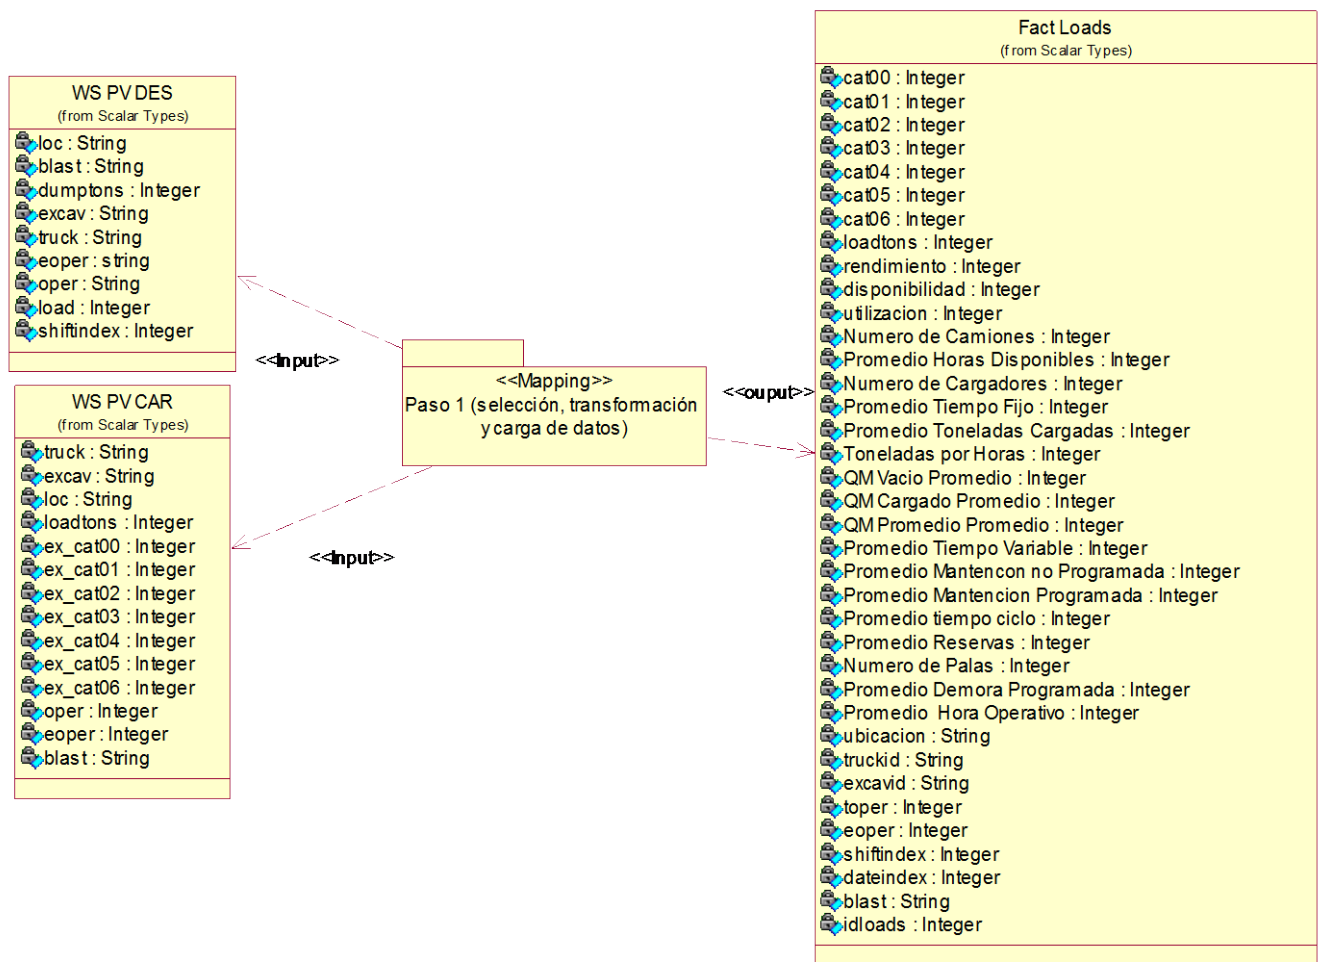 WS PV DES
(from Scalar Types)
loc : String
blast : String
dumptons : Integer
excav : String
truck : String
eoper : string
oper : String
load : Integer
shiftindex : Integer
<<Input>>
WS PV CAR
(from Scalar Types)
truck : String
excav : String
loc : String
loadtons : Integer
ex_cat00 : Integer
ex_cat01 : Integer
ex_cat02 : Integer
ex_cat03 : Integer
ex_cat04 : Integer
ex_cat05 : Integer
ex_cat06 : Integer
oper : Integer
eoper : Integer
blast : String
<<Input>>
<<Mapping>>
Paso 1 (selección, transformación
y carga de datos)
<<ouput>>
Fact Loads
(from Scalar Types)
cat00 : Integer
cat01 : Integer
cat02 : Integer
cat03 : Integer
cat04 : Integer
cat05 : Integer
cat06 : Integer
loadtons : Integer
rendimiento : Integer
disponibilidad : Integer
utilizacion : Integer
Numero de Camiones : Integer
Promedio Horas Disponibles : Integer
Numero de Cargadores : Integer
Promedio Tiempo Fijo : Integer
Promedio Toneladas Cargadas : Integer
Toneladas por Horas : Integer
QM Vacio Promedio : Integer
QM Cargado Promedio : Integer
QM Promedio Promedio : Integer
Promedio Tiempo Variable : Integer
Promedio Mantencon no Programada : Integer
Promedio Mantencion Programada : Integer
Promedio tiempo ciclo : Integer
Promedio Reservas : Integer
Numero de Palas : Integer
Promedio Demora Programada : Integer
Promedio Hora Operativo : Integer
ubicacion : String
truckid : String
excavid : String
toper : Integer
eoper : Integer
shiftindex : Integer
dateindex : Integer
blast : String
idloads : Integer